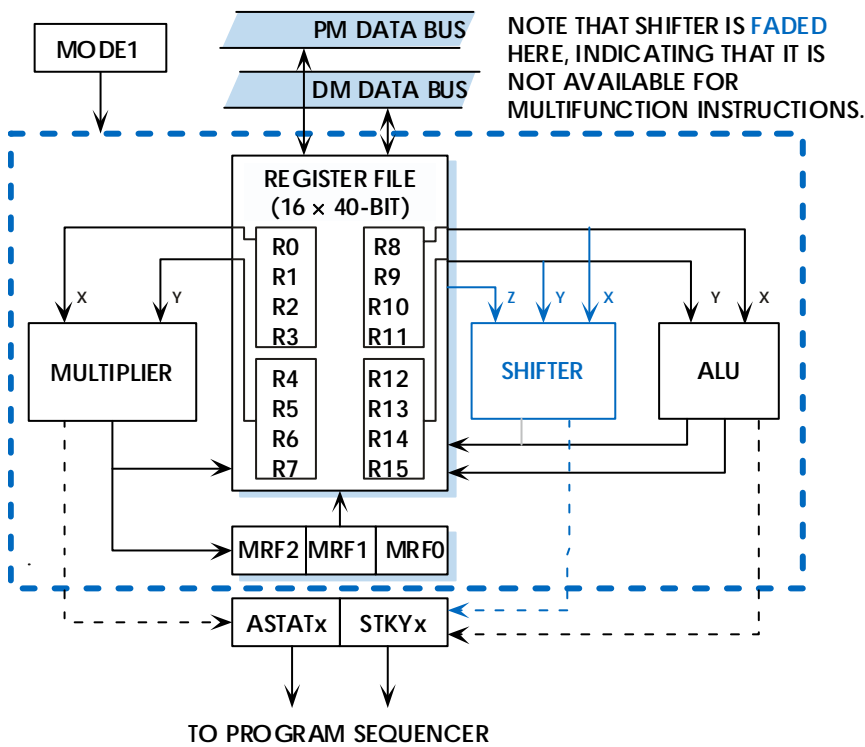 MODE1
PM DATA BUS
DM DATA BUS
NOTE THAT SHIFTER IS FADED
HERE, INDICATING THAT IT IS
NOT AVAILABLE FOR
MULTIFUNCTION INSTRUCTIONS.
REGISTER FILE
(16 × 40-BIT)
R0
R1
R2
R3
R8
R9
R10
R11
R4
R5
R6
R7
R12
R13
R14
R15
X
Y
MULTIPLIER
Z
Y
X
SHIFTER
Y
X
ALU
MRF2
MRF1
MRF0
ASTATx
STKYx
TO PROGRAM SEQUENCER